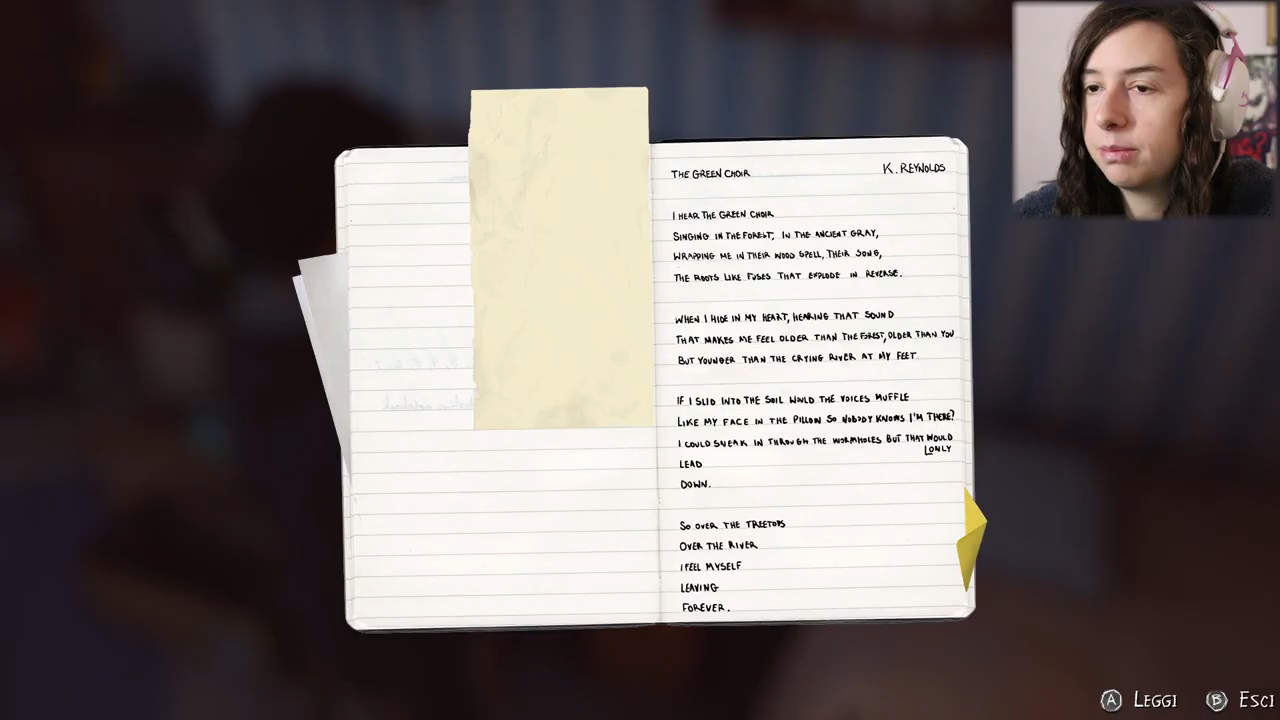 THE GREEN CHOIR K. REYNOLDS
I HEAR THE GREEN CHOIR
SINGING IN THE FOREST, IN THE ANCIENT GRAY,
WRAPPING ME IN THEIR WOOD SPELL, THEIR SONG,
THE ROOTS LIKE FUSES THAT EXPLODE IN REVERSE.
WHEN I HIDE IN MY HEART, HEARING THAT SOUND
THAT MAKES ME FEEL OLDER THAN THE FOREST, OLDER THAN YOU
BUT YOUNGER THAN THE CRYING RIVER AT MY FEET
IF I SLID INTO THE SOIL WOULD THE VOICES MUFFLE
LIKE MY FACE IN THE PILLOW SO NOBODY KNOWS I'M THERE?
I COULD SNEAK IN THROUGH THE WORMHOLES BUT THAT WOULD
ONLY
LEAD
DOWN.
SO OVER THE TREETOPS
OVER THE RIVER
I FEEL MYSELF
LEAVING
FOREVER.
A LEGGI B ESCI